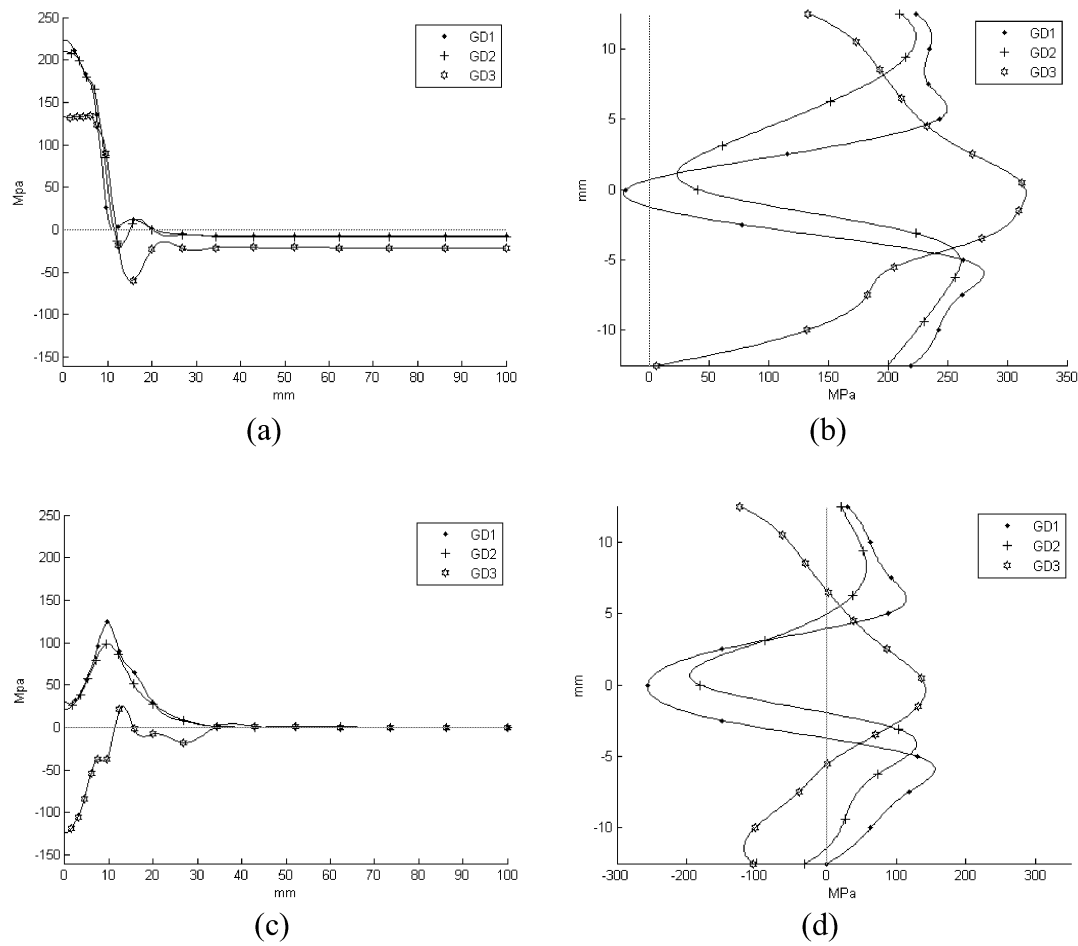 250
200
150
100
50
0
-50
-100
-150
Mpa
0 10 20 30 40 50 60 70 80 90 100
mm
GD1
GD2
GD3
(a)
10
5
0
-5
-10
mm
0 50 100 150 200 250 300 350
MPa
GD1
GD2
GD3
(b)
250
200
150
100
50
0
-50
-100
-150
Mpa
0 10 20 30 40 50 60 70 80 90 100
mm
GD1
GD2
GD3
(c)
10
5
0
-5
-10
mm
-300 -200 -100 0 100 200 300
MPa
GD1
GD2
GD3
(d)